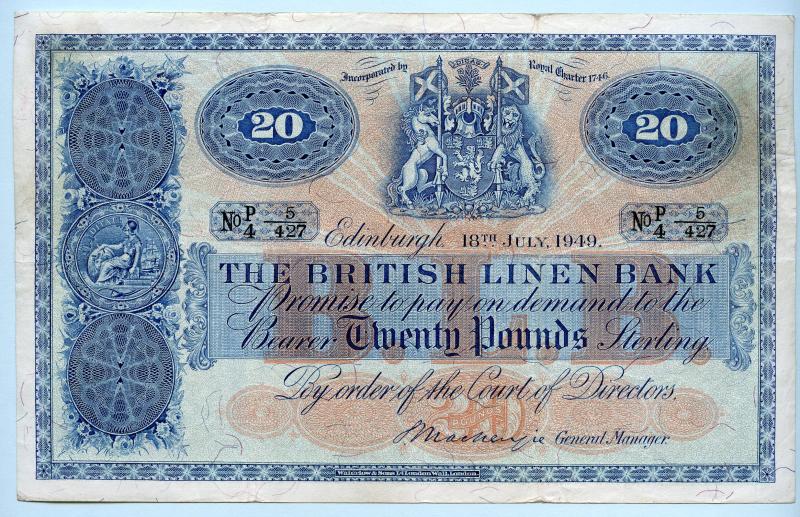 DISAG
Incorporated by Royal Charter 1746.
20 20
No P/4 5/427 No P/4 5/427
Edinburgh, 18TH JULY, 1949.
THE BRITISH LINEN BANK
Promise to pay on demand to the
Bearer Twenty Pounds Sterling.
B.L.B.
By order of the Court of Directors.
20
General Manager.
Waterlow & Sons Ld London Wall, London.